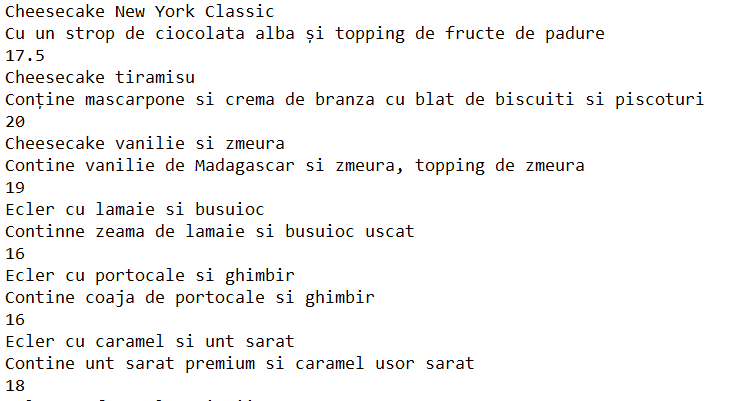 Cheesecake New York Classic
Cu un strop de ciocolata alba și topping de fructe de padure
17.5
Cheesecake tiramisu
Conține mascarpone si crema de branza cu blat de biscuiti si piscoturi
20
Cheesecake vanilie si zmeura
Contine vanilie de Madagascar si zmeura, topping de zmeura
19
Ecler cu lamaie si busuioc
Continne zeama de lamaie si busuioc uscat
16
Ecler cu portocale si ghimbir
Contine coaja de portocale si ghimbir
16
Ecler cu caramel si unt sarat
Contine unt sarat premium si caramel usor sarat
18